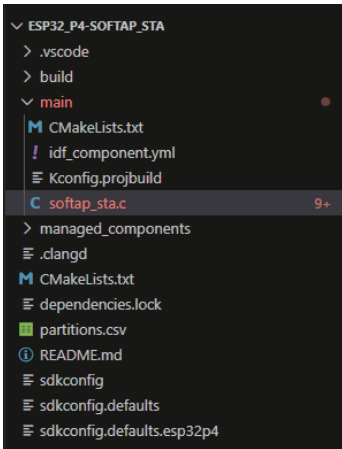 ESP32_P4-SOFTAP_STA
.vscode
build
main
CMakeLists.txt
! idf_component.yml
Kconfig.projbuild
C softap_sta.c 9+
managed_components
.clangd
M CMakeLists.txt
dependencies.lock
partitions.csv
README.md
sdkconfig
sdkconfig.defaults
sdkconfig.defaults.esp32p4